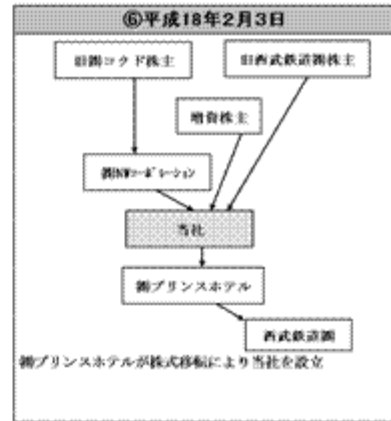 ⑥平成18年2月3日
旧㈱コクド株主
旧西武鉄道㈱株主
増資株主
㈱NWコーポレーション
当社
㈱プリンスホテル
西武鉄道㈱
㈱プリンスホテルが株式移転により当社を設立